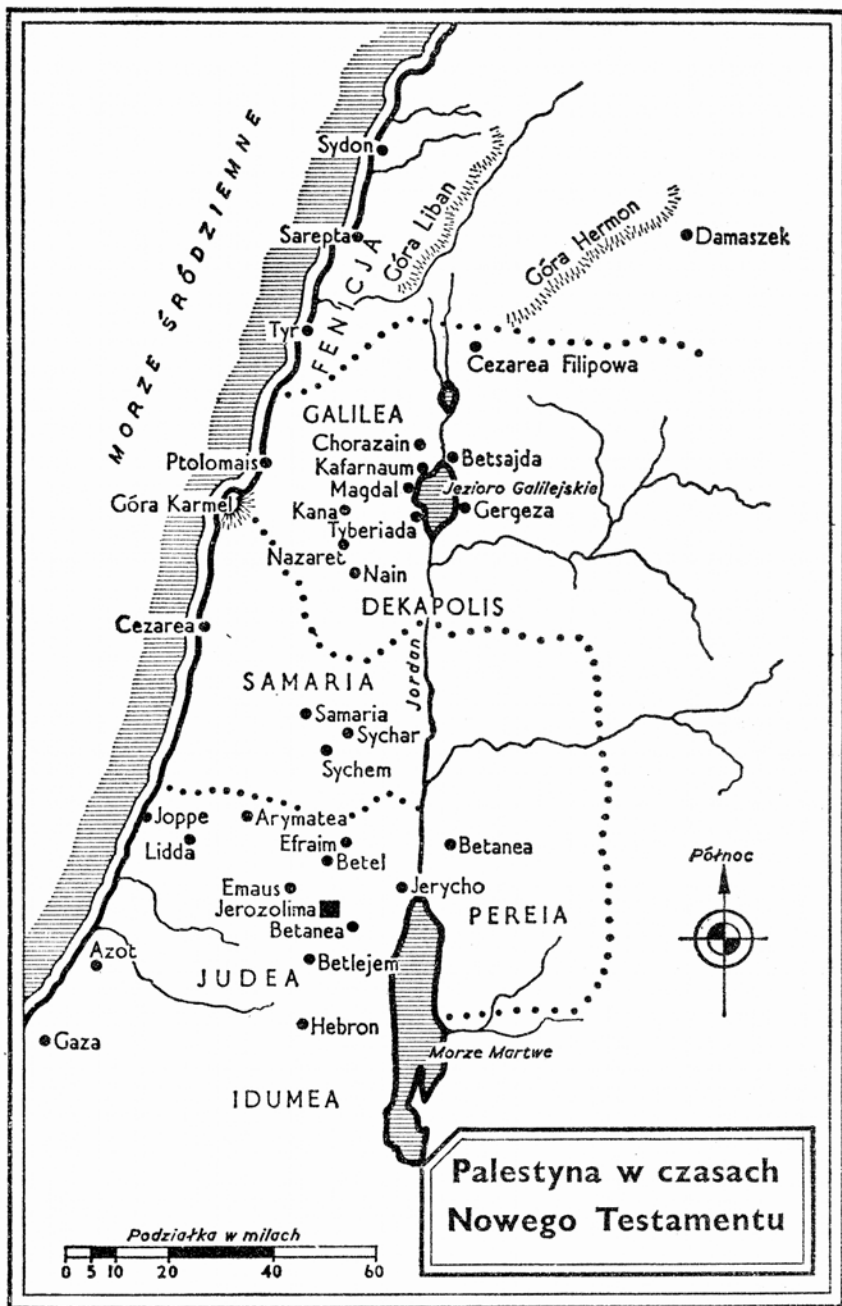 MORZE ŚRÓDZIEMNE
Sydon
Góra Liban
Góra Hermon
Sarepta
Damaszek
FENICJA
Tyr
Cezarea Filipowa
GALILEA
Chorazain
Ptolomais
Betsajda
Kafarnaum
Magdal
Jezioro Galilejskie
Góra Karmel
Kana
Gergeza
Tyberiada
Nazaret
Nain
DEKAPOLIS
Cezarea
Jordan
SAMARIA
Samaria
Sychar
Sychem
Joppe
Arymatea
Lidda
Efraim
Betanea
Betel
Północ
Emaus
Jerycho
Jerozolima
PEREIA
Betanea
Azot
Betlejem
JUDEA
Hebron
Gaza
Morze Martwe
IDUMEA
Palestyna w czasach
Nowego Testamentu
Podziałka w milach
0 5 10 20 40 60